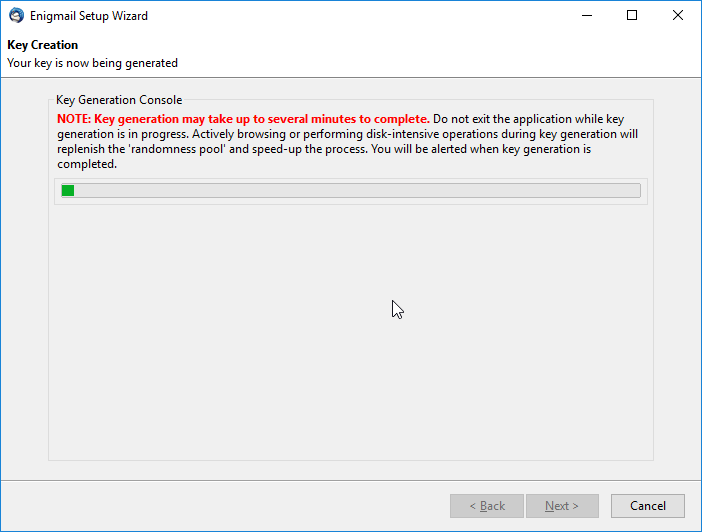 Enigmail Setup Wizard
Key Creation
Your key is now being generated
Key Generation Console
NOTE: Key generation may take up to several minutes to complete. Do not exit the application while key
generation is in progress. Actively browsing or performing disk-intensive operations during key generation will
replenish the 'randomness pool' and speed-up the process. You will be alerted when key generation is
completed.
< Back Next > Cancel